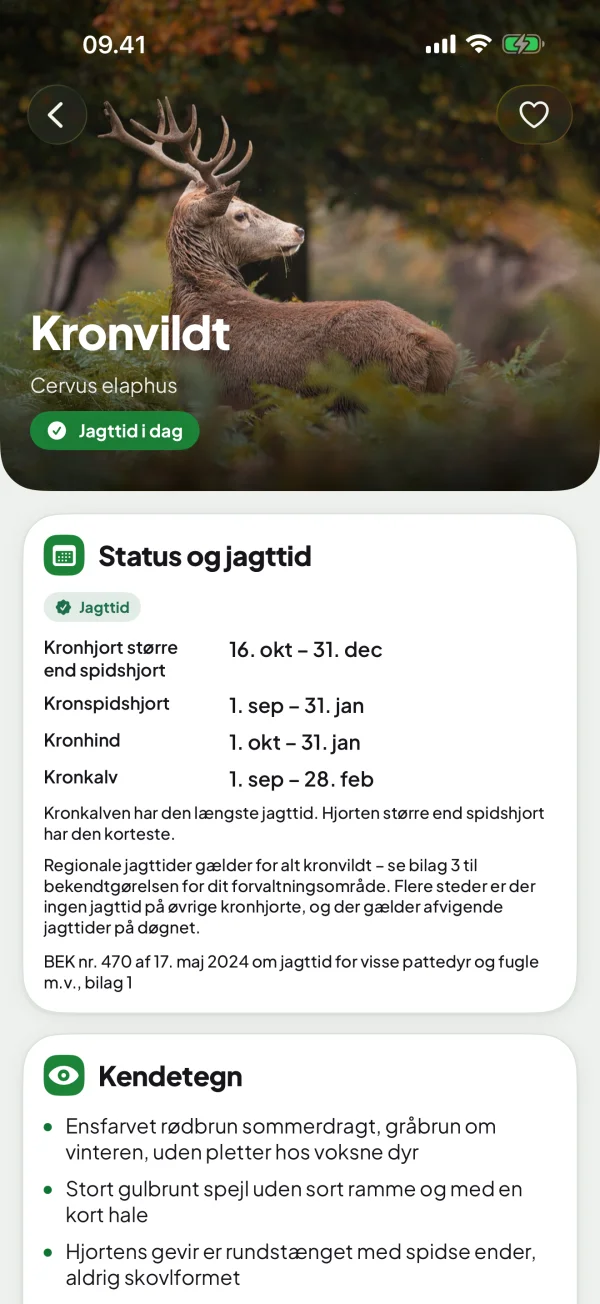 09.41
Kronvildt
Cervus elaphus
Jagttid i dag
Status og jagttid
Jagttid
Kronhjort større
end spidshjort
16. okt – 31. dec
Kronspidshjort
1. sep – 31. jan
Kronhind
1. okt – 31. jan
Kronkalv
1. sep – 28. feb
Kronkalven har den længste jagttid. Hjorten større end spidshjort
har den korteste.
Regionale jagttider gælder for alt kronvildt – se bilag 3 til
bekendtgørelsen for dit forvaltningsområde. Flere steder er der
ingen jagttid på øvrige kronhjorte, og der gælder afvigende
jagttider på døgnet.
BEK nr. 470 af 17. maj 2024 om jagttid for visse pattedyr og fugle
m.v., bilag 1
Kendetegn
Ensfarvet rødbrun sommerdragt, gråbrun om
vinteren, uden pletter hos voksne dyr
Stort gulbrunt spejl uden sort ramme og med en
kort hale
Hjortens gevir er rundstænget med spidse ender,
aldrig skovlformet